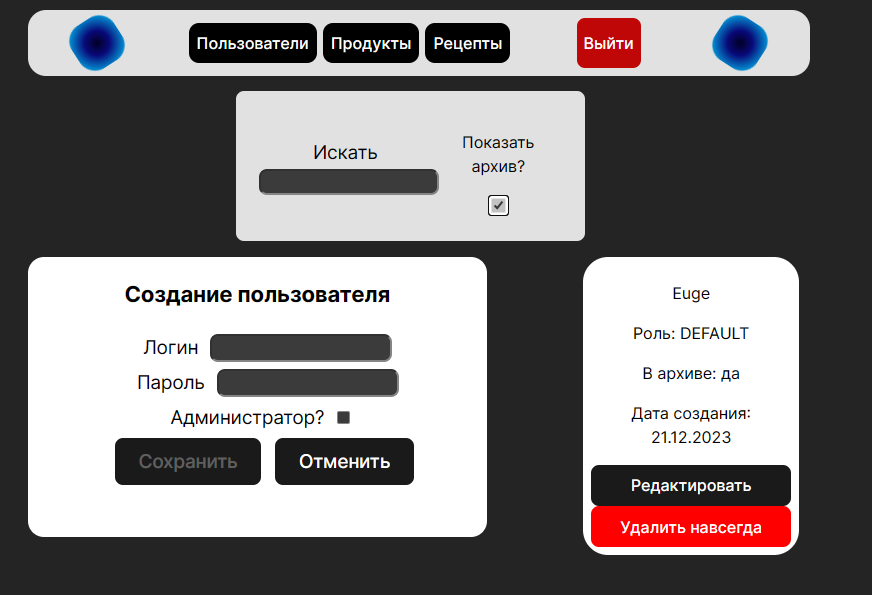 Пользователи Продукты Рецепты Выйти
Искать
Показать
архив?
Создание пользователя
Логин
Пароль
Администратор?
Сохранить Отменить
Euge
Роль: DEFAULT
В архиве: да
Дата создания:
21.12.2023
Редактировать
Удалить навсегда